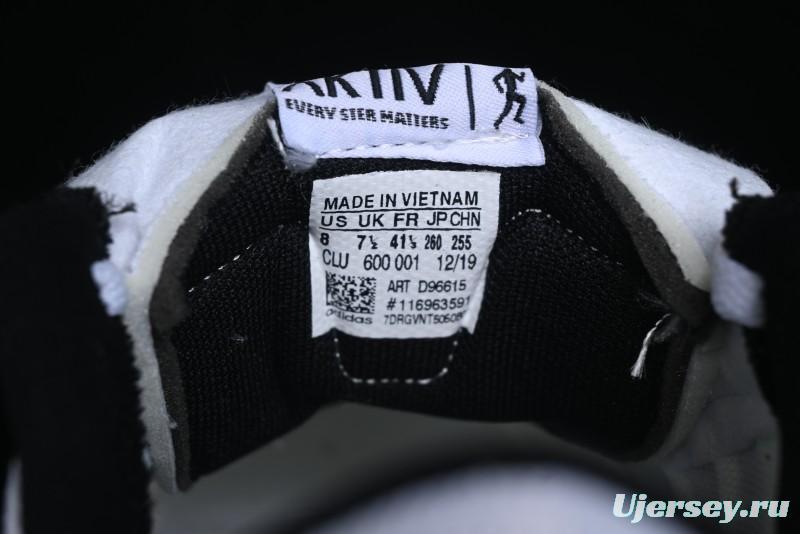 AKTIV
EVERY STEP MATTERS
MADE IN VIETNAM
US UK FR JP CHN
8 7½ 41⅓ 260 255
CLU 600 001 12/19
ART D96615
#116963591
adidas
Ujersey.ru